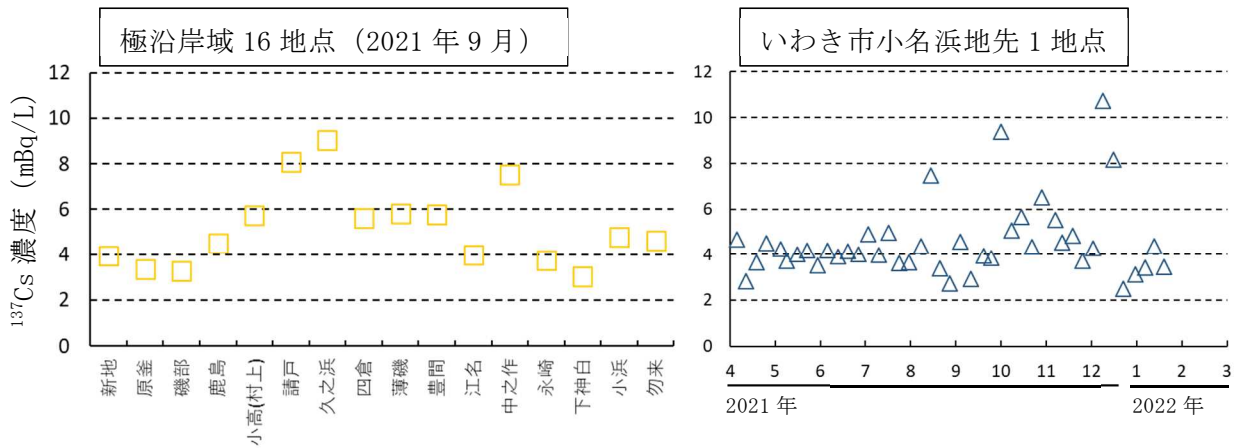 極沿岸域 16 地点（2021 年 9 月）
いわき市小名浜地先 1 地点
¹³⁷Cs 濃度（mBq/L）
12
10
8
6
4
2
0
新地
原釜
磯部
鹿島
小高(村上)
請戸
久之浜
四倉
薄磯
豊間
江名
中之作
永崎
下神白
小浜
勿来
12
10
8
6
4
2
0
4 5 6 7 8 9 10 11 12 1 2 3
2021 年
2022 年